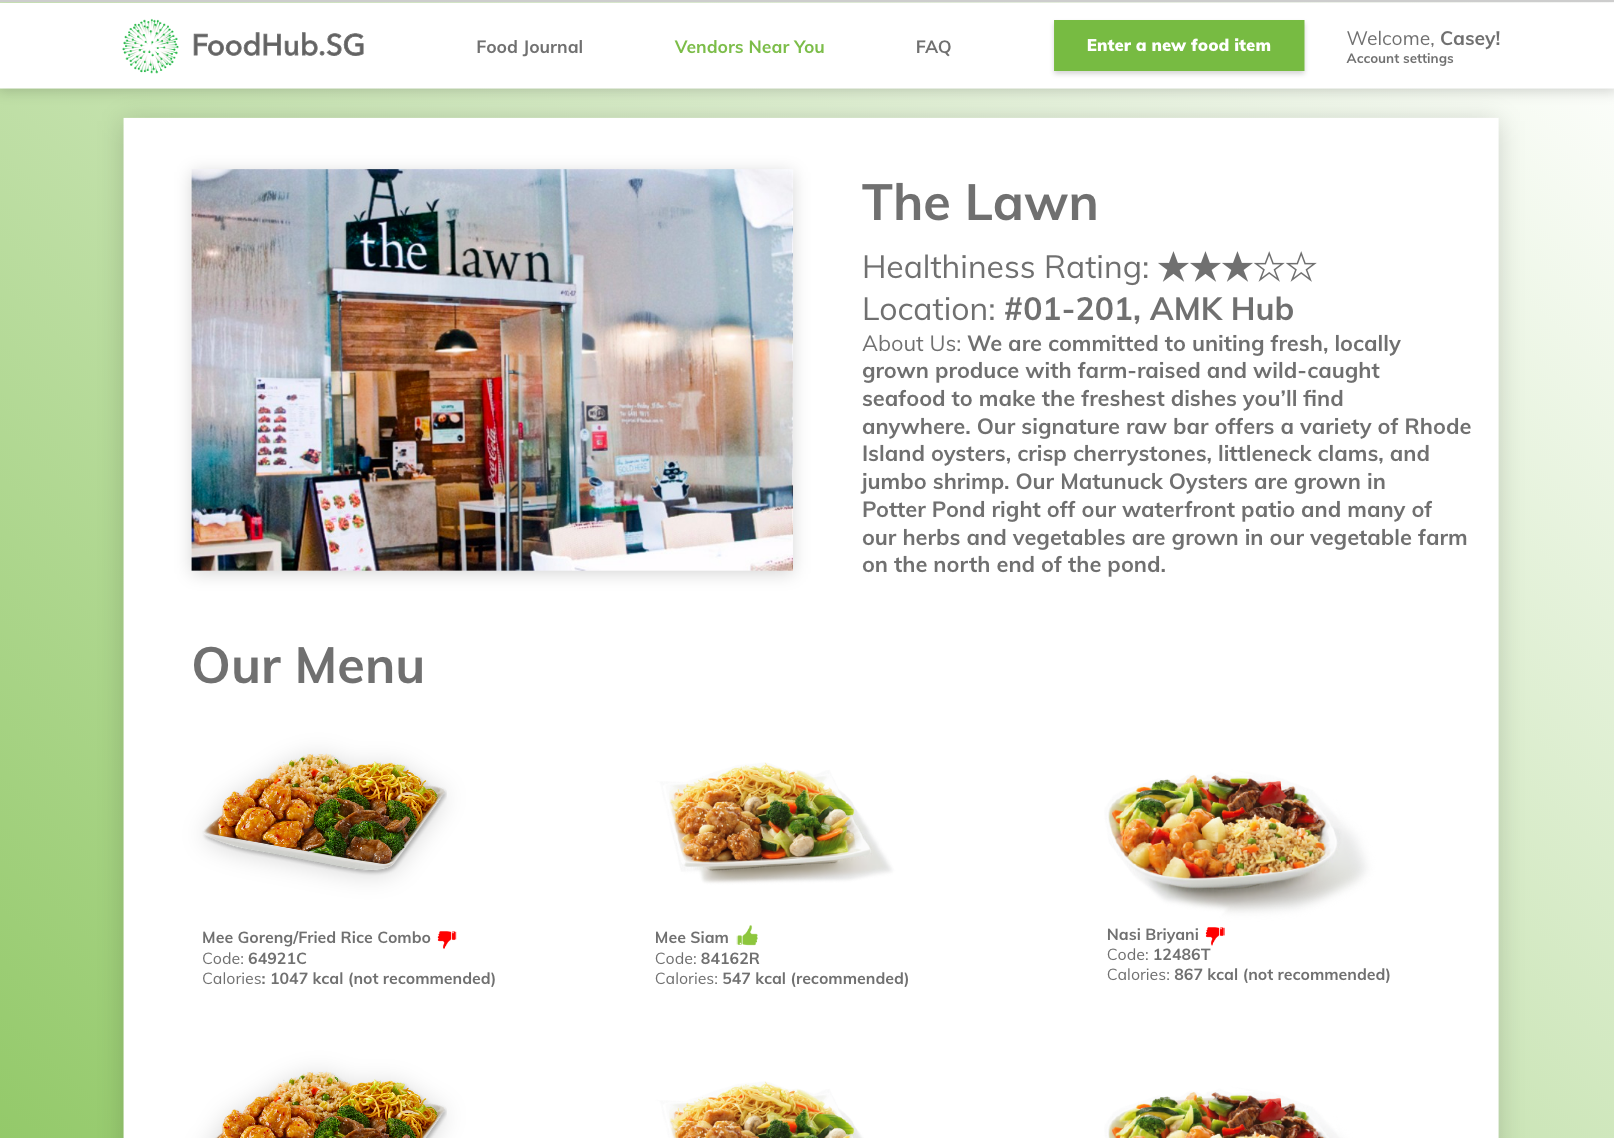 FoodHub.SG
Food Journal
Vendors Near You
FAQ
Enter a new food item
Welcome, Casey!
Account settings
the lawn
The Lawn
Healthiness Rating: ★★★☆☆
Location: #01-201, AMK Hub
About Us: We are committed to uniting fresh, locally
grown produce with farm-raised and wild-caught
seafood to make the freshest dishes you’ll find
anywhere. Our signature raw bar offers a variety of Rhode
Island oysters, crisp cherrystones, littleneck clams, and
jumbo shrimp. Our Matunuck Oysters are grown in
Potter Pond right off our waterfront patio and many of
our herbs and vegetables are grown in our vegetable farm
on the north end of the pond.
Our Menu
Mee Goreng/Fried Rice Combo
Code: 64921C
Calories: 1047 kcal (not recommended)
Mee Siam
Code: 84162R
Calories: 547 kcal (recommended)
Nasi Briyani
Code: 12486T
Calories: 867 kcal (not recommended)